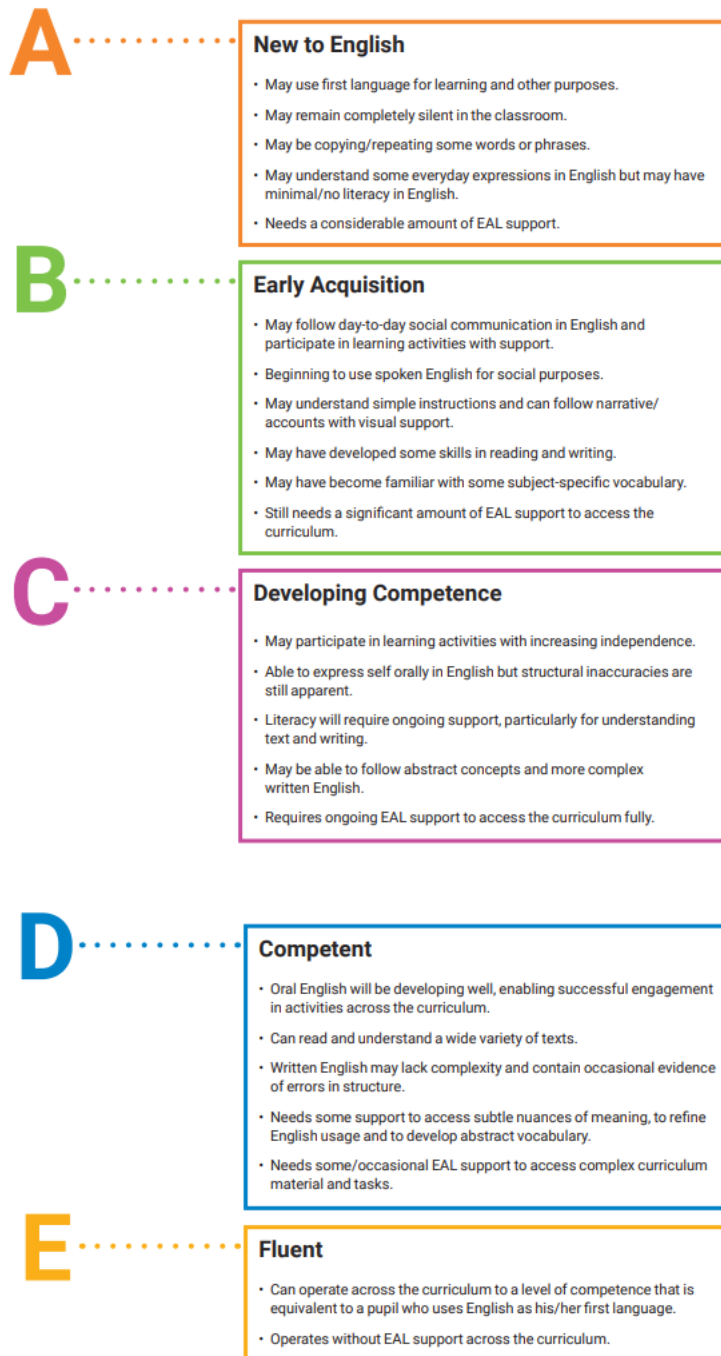 A
New to English
• May use first language for learning and other purposes.
• May remain completely silent in the classroom.
• May be copying/repeating some words or phrases.
• May understand some everyday expressions in English but may have
minimal/no literacy in English.
• Needs a considerable amount of EAL support.
B
Early Acquisition
• May follow day-to-day social communication in English and
participate in learning activities with support.
• Beginning to use spoken English for social purposes.
• May understand simple instructions and can follow narrative/
accounts with visual support.
• May have developed some skills in reading and writing.
• May have become familiar with some subject-specific vocabulary.
• Still needs a significant amount of EAL support to access the
curriculum.
C
Developing Competence
• May participate in learning activities with increasing independence.
• Able to express self orally in English but structural inaccuracies are
still apparent.
• Literacy will require ongoing support, particularly for understanding
text and writing.
• May be able to follow abstract concepts and more complex
written English.
• Requires ongoing EAL support to access the curriculum fully.
D
Competent
• Oral English will be developing well, enabling successful engagement
in activities across the curriculum.
• Can read and understand a wide variety of texts.
• Written English may lack complexity and contain occasional evidence
of errors in structure.
• Needs some support to access subtle nuances of meaning, to refine
English usage and to develop abstract vocabulary.
• Needs some/occasional EAL support to access complex curriculum
material and tasks.
E
Fluent
• Can operate across the curriculum to a level of competence that is
equivalent to a pupil who uses English as his/her first language.
• Operates without EAL support across the curriculum.